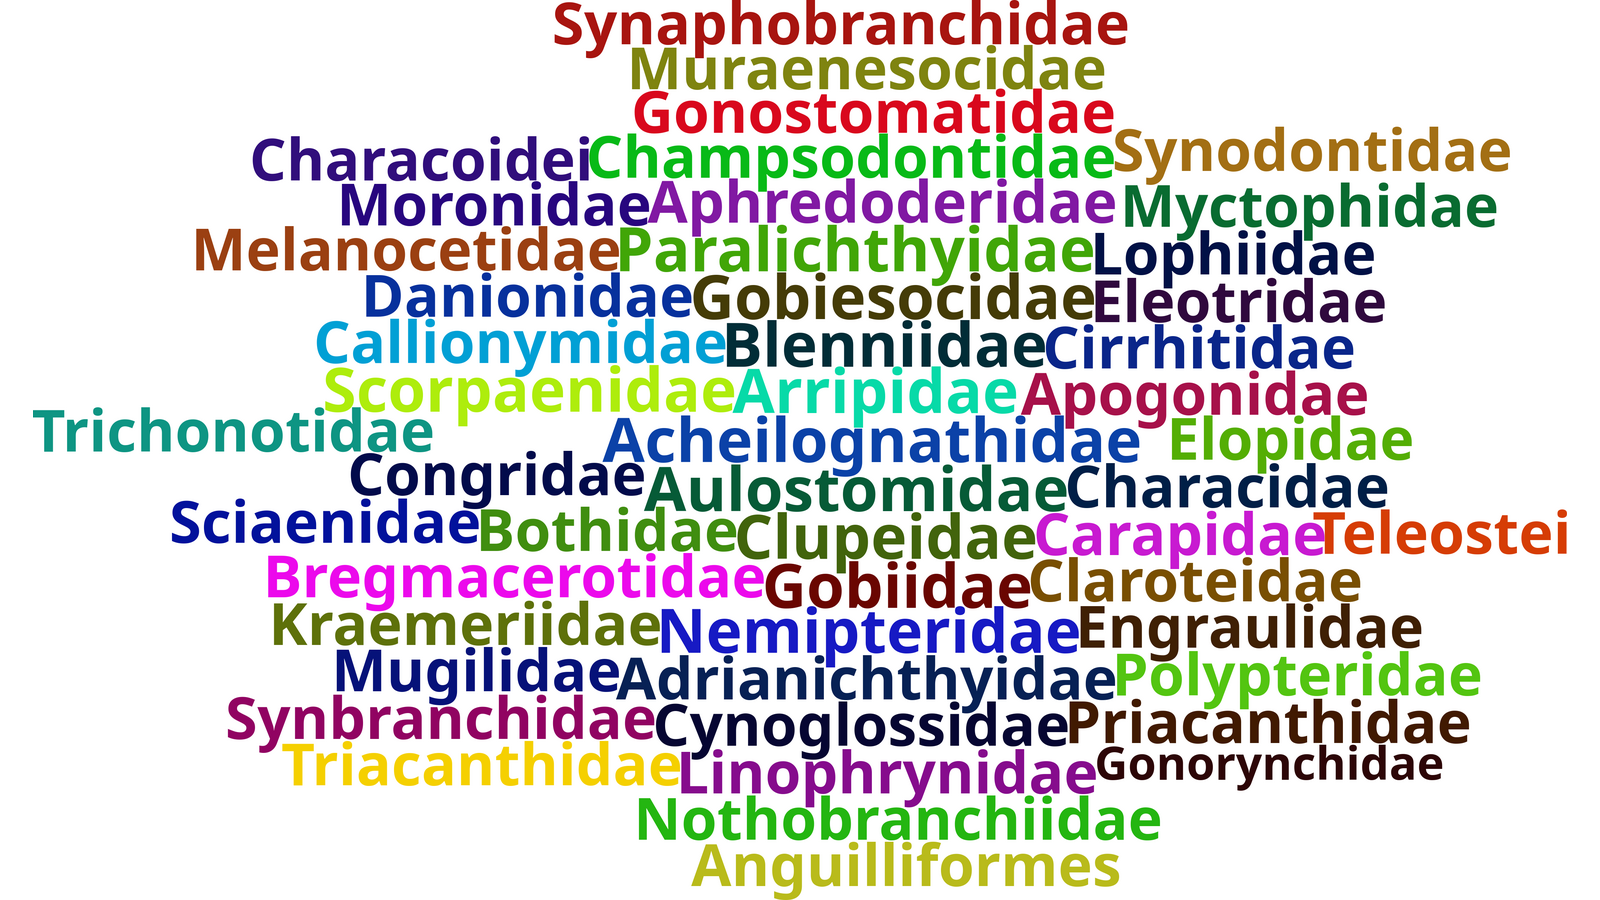 Synaphobranchidae
Muraenesocidae
Gonostomatidae
Characoidei Champsodontidae Synodontidae
Moronidae Aphredoderidae Myctophidae
Melanocetidae Paralichthyidae Lophiidae
Danionidae Gobiesocidae Eleotridae
Callionymidae Blenniidae Cirrhitidae
Scorpaenidae Arripidae Apogonidae
Trichonotidae Acheilognathidae Elopidae
Congridae Aulostomidae Characidae
Sciaenidae Bothidae Clupeidae Carapidae Teleostei
Bregmacerotidae Gobiidae Claroteidae
Kraemeriidae Nemipteridae Engraulidae
Mugilidae Adrianichthyidae Polypteridae
Synbranchidae Cynoglossidae Priacanthidae
Triacanthidae Linophrynidae Gonorynchidae
Nothobranchiidae
Anguilliformes